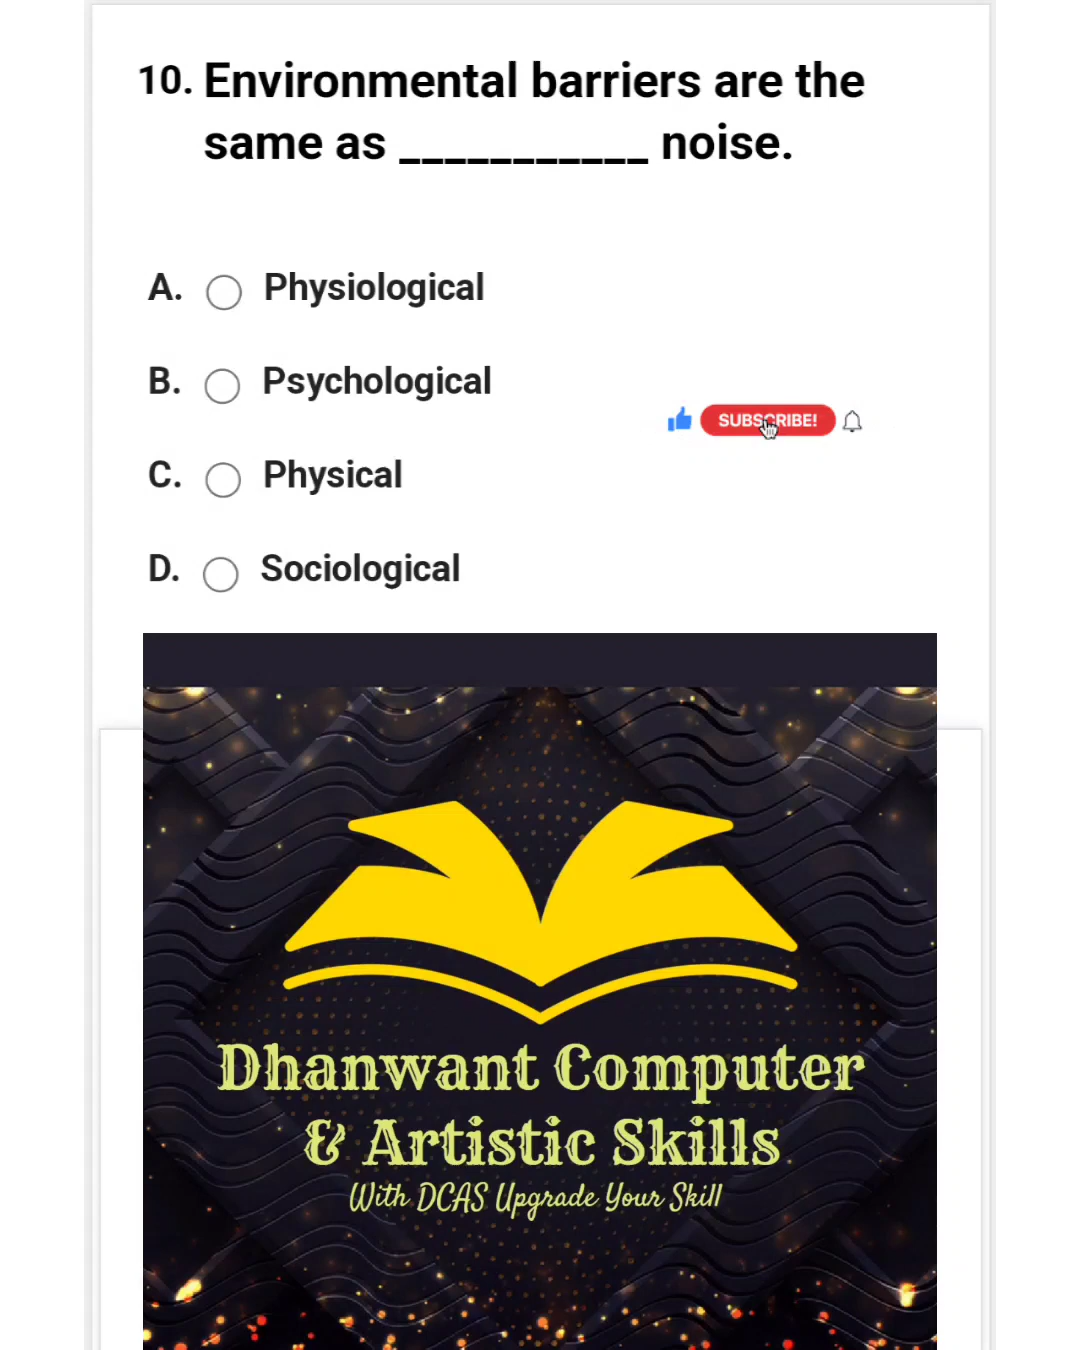 10. Environmental barriers are the
same as ___________ noise.
A. Physiological
B. Psychological
SUBSCRIBE!
C. Physical
D. Sociological
Dhanwant Computer
& Artistic Skills
With DCAS Upgrade Your Skill